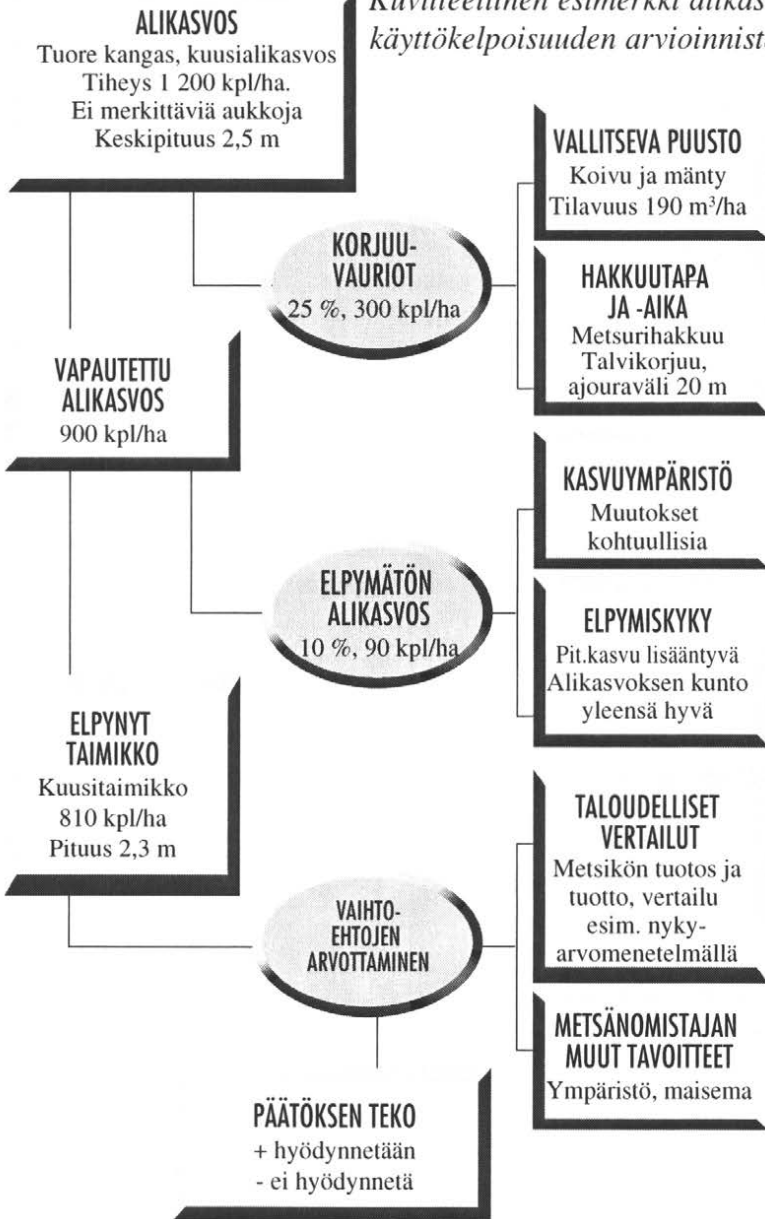 Kuvitteellinen esimerkki
käyttökelpoisuuden
ALIKASVOS
Tuore kangas, kuusialikasvos
Tiheys 1 200 kpl/ha.
Ei merkittäviä aukkoja
Keskipituus 2,5 m
VALLITSEVA PUUSTO
Koivu ja mänty
Tilavuus 190 m³/ha
KORJUU-
VAURIOT
25 %, 300 kpl/ha
HAKKUUTAPA
JA -AIKA
Metsurihakkuu
Talvikorjuu,
ajouraväli 20 m
VAPAUTETTU
ALIKASVOS
900 kpl/ha
KASVUYMPÄRISTÖ
Muutokset
kohtuullisia
ELPYMÄTÖN
ALIKASVOS
10 %, 90 kpl/ha
ELPYMISKYKY
Pit.kasvu lisääntyvä
Alikasvoksen kunto
yleensä hyvä
ELPYNYT
TAIMIKKO
Kuusitaimikko
810 kpl/ha
Pituus 2,3 m
TALOUDELLISET
VERTAILUT
Metsikön tuotos ja
tuotto, vertailu
esim. nyky-
arvomenetelmällä
VAIHTO-
EHTOJEN
ARVOTTAMINEN
METSÄNOMISTAJAN
MUUT TAVOITTEET
Ympäristö, maisema
PÄÄTÖKSEN TEKO
+ hyödynnetään
- ei hyödynnetä